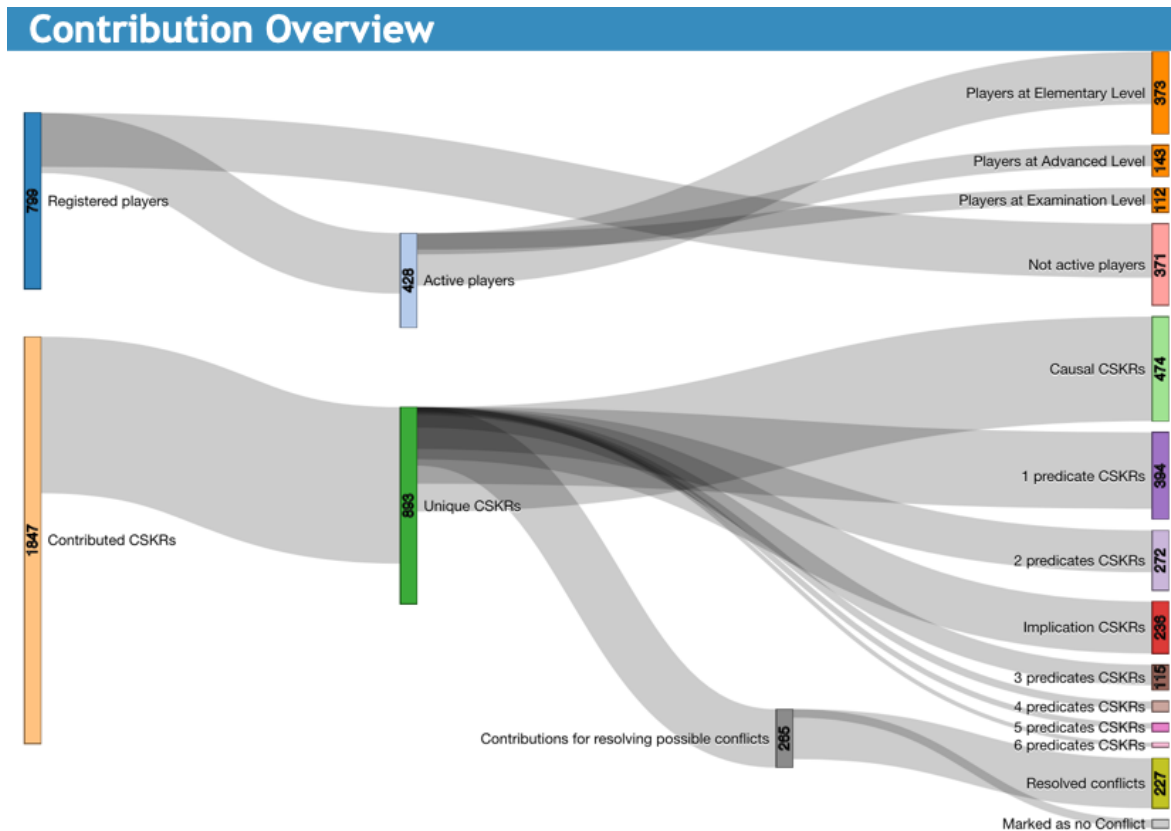 Contribution Overview
Players at Elementary Level
373
Players at Advanced Level
143
Players at Examination Level
112
799
Registered players
Not active players
371
428
Active players
Causal CSKRs
474
1 predicate CSKRs
394
893
Unique CSKRs
1847
Contributed CSKRs
2 predicates CSKRs
272
Implication CSKRs
236
3 predicates CSKRs
115
4 predicates CSKRs
5 predicates CSKRs
6 predicates CSKRs
Contributions for resolving possible conflicts
265
Resolved conflicts
227
Marked as no Conflict